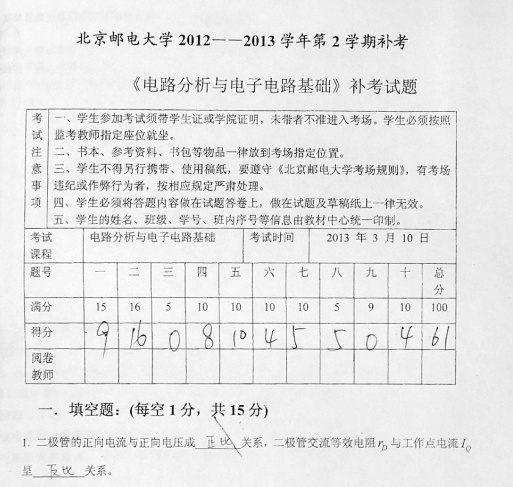 北京邮电大学 2012——2013 学年第 2 学期补考
《电路分析与电子电路基础》补考试题
考试注意事项
一、学生参加考试须带学生证或学院证明，未带者不准进入考场。学生必须按照
监考教师指定座位就坐。
二、书本、参考资料、书包等物品一律放到考场指定位置。
三、学生不得另行携带、使用稿纸，要遵守《北京邮电大学考场规则》，有考场
违纪或作弊行为者，按相应规定严肃处理。
四、学生必须将答题内容做在试题答卷上，做在试题及草稿纸上一律无效。
五、学生的姓名、班级、学号、班内序号等信息由教材中心统一印制。
考试课程 电路分析与电子电路基础 考试时间 2013 年 3 月 10 日
题号 一 二 三 四 五 六 七 八 九 十 总分
满分 15 16 5 10 10 10 10 5 9 10 100
得分 9 16 0 8 10 4 5 5 0 4 61
阅卷教师
一．填空题：(每空 1 分，共 15 分)
1. 二极管的正向电流与正向电压成 正比 关系，二极管交流等效电阻 r_D 与工作点电流 I_Q
呈 反比 关系。